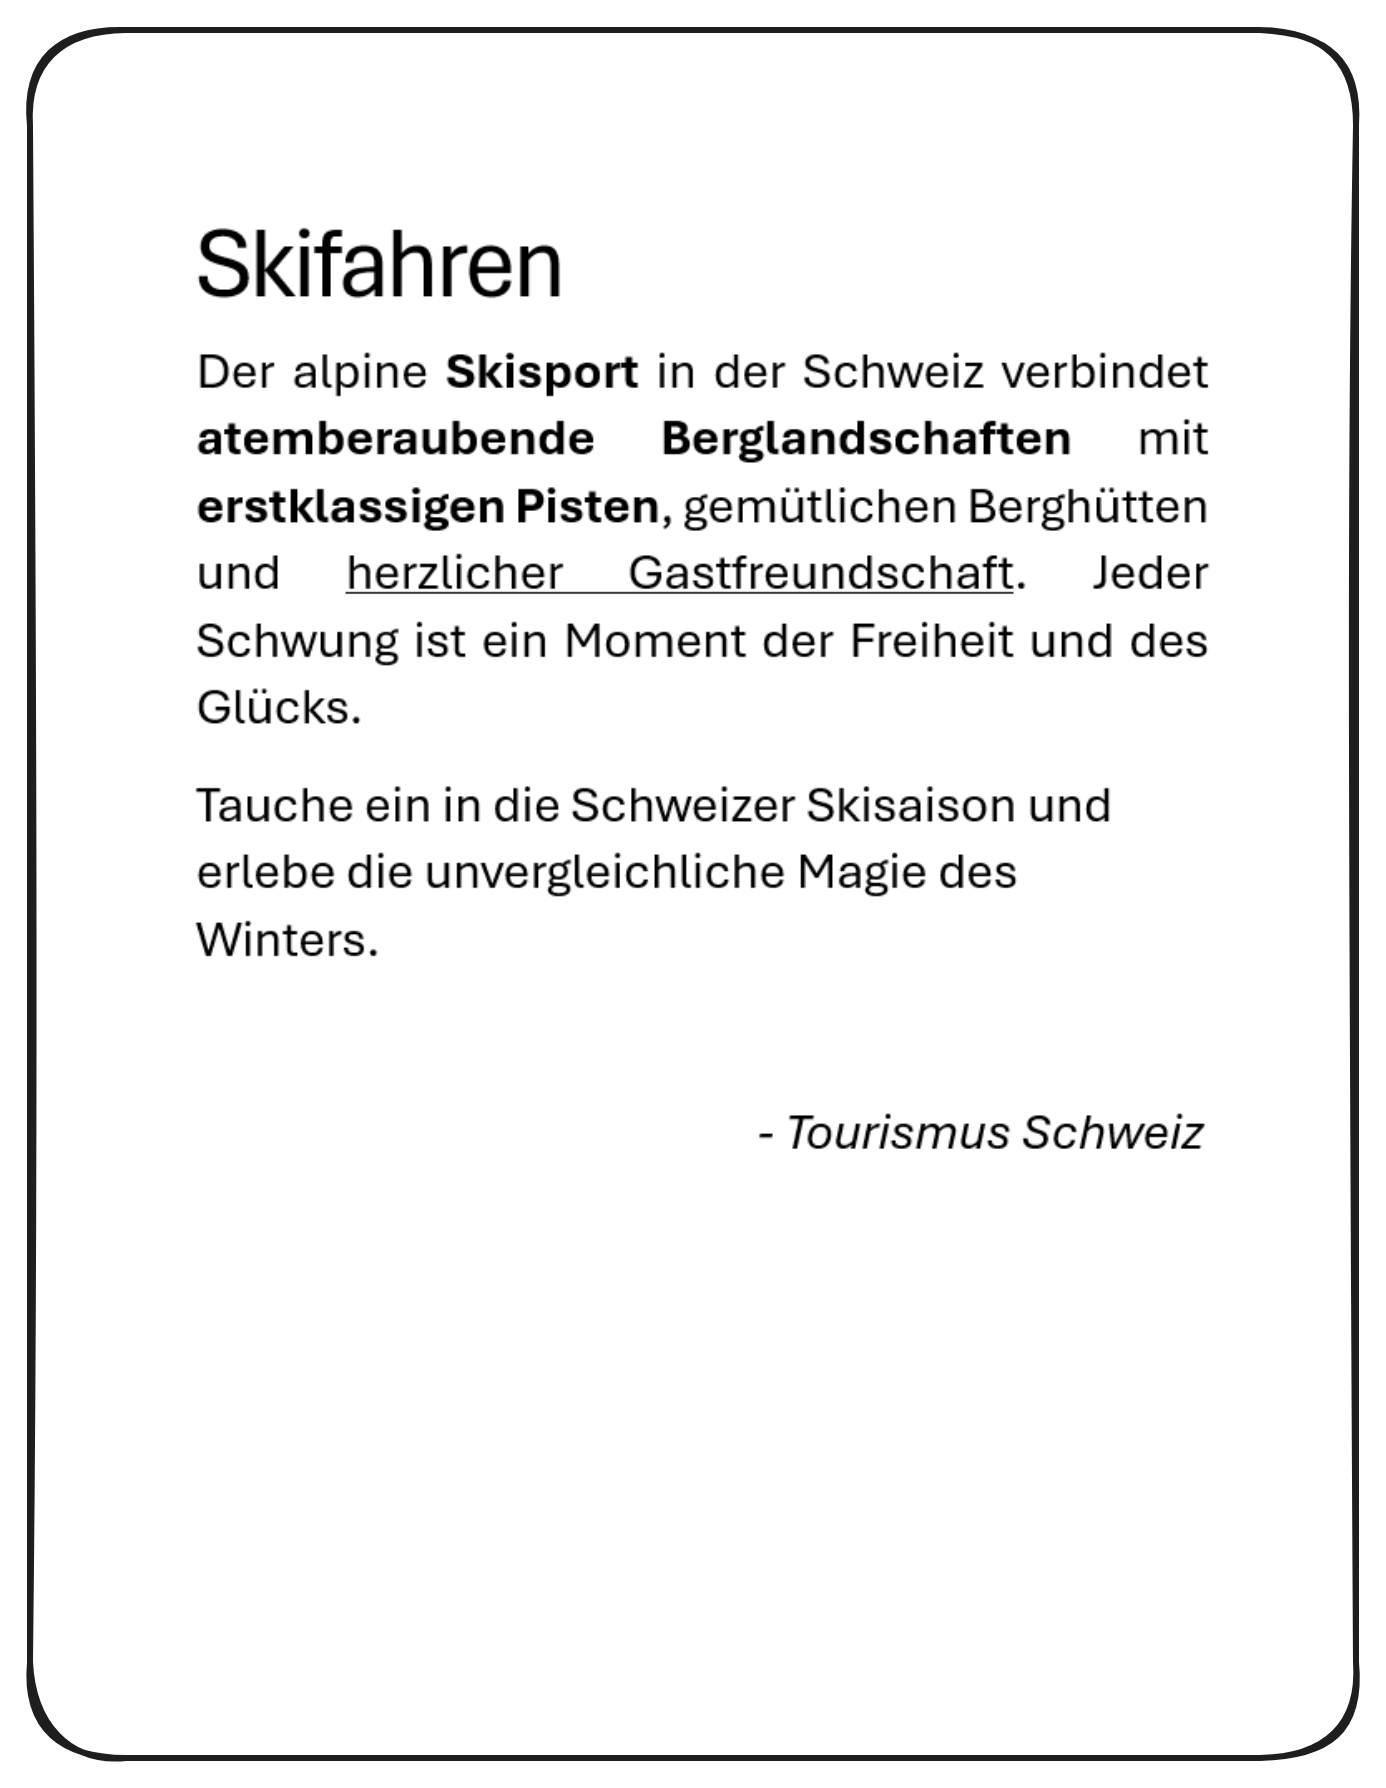 Skifahren
Der alpine Skisport in der Schweiz verbindet
atemberaubende Berglandschaften mit
erstklassigen Pisten, gemütlichen Berghütten
und herzlicher Gastfreundschaft. Jeder
Schwung ist ein Moment der Freiheit und des
Glücks.
Tauche ein in die Schweizer Skisaison und
erlebe die unvergleichliche Magie des
Winters.
- Tourismus Schweiz